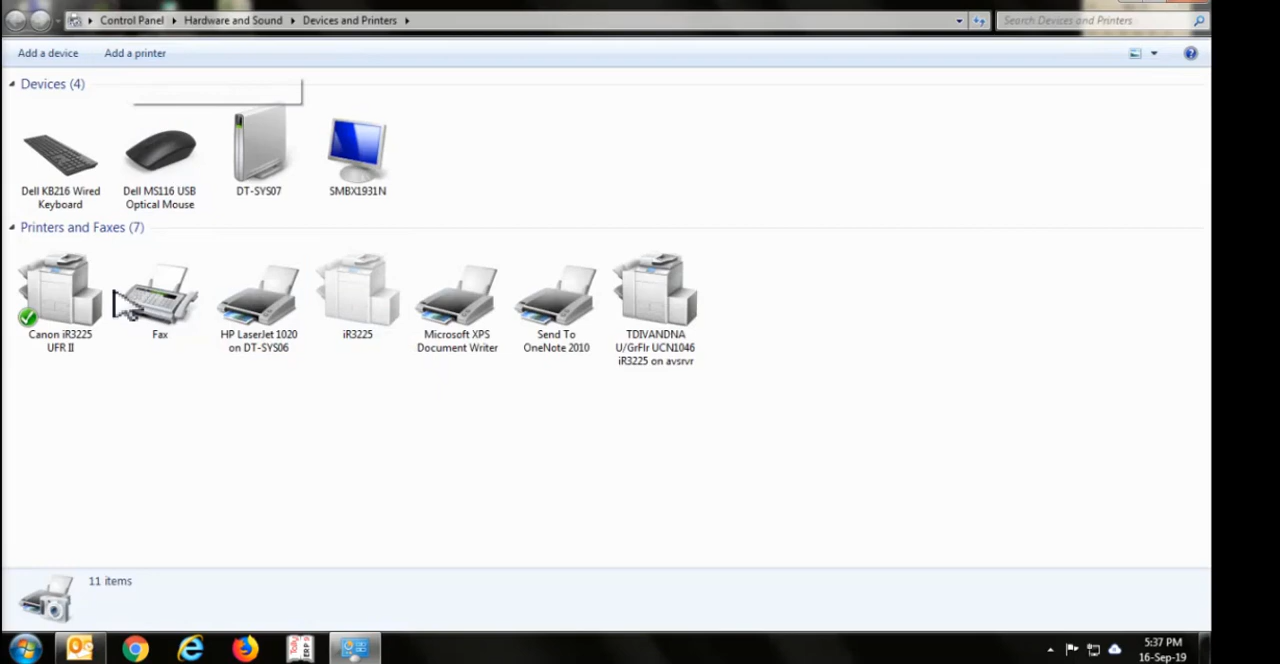 Control Panel Hardware and Sound Devices and Printers
Search Devices and Printers
Add a device Add a printer
Devices (4)
Dell KB216 Wired Keyboard
Dell MS116 USB Optical Mouse
DT-SYS07
SMBX1931N
Printers and Faxes (7)
Canon iR3225 UFR II
Fax
HP LaserJet 1020 on DT-SYS06
iR3225
Microsoft XPS Document Writer
Send To OneNote 2010
TDIVANDNA U/GrFlr UCN1046 iR3225 on avsrvr
11 items
Tally ERP 9
5:37 PM
16-Sep-19